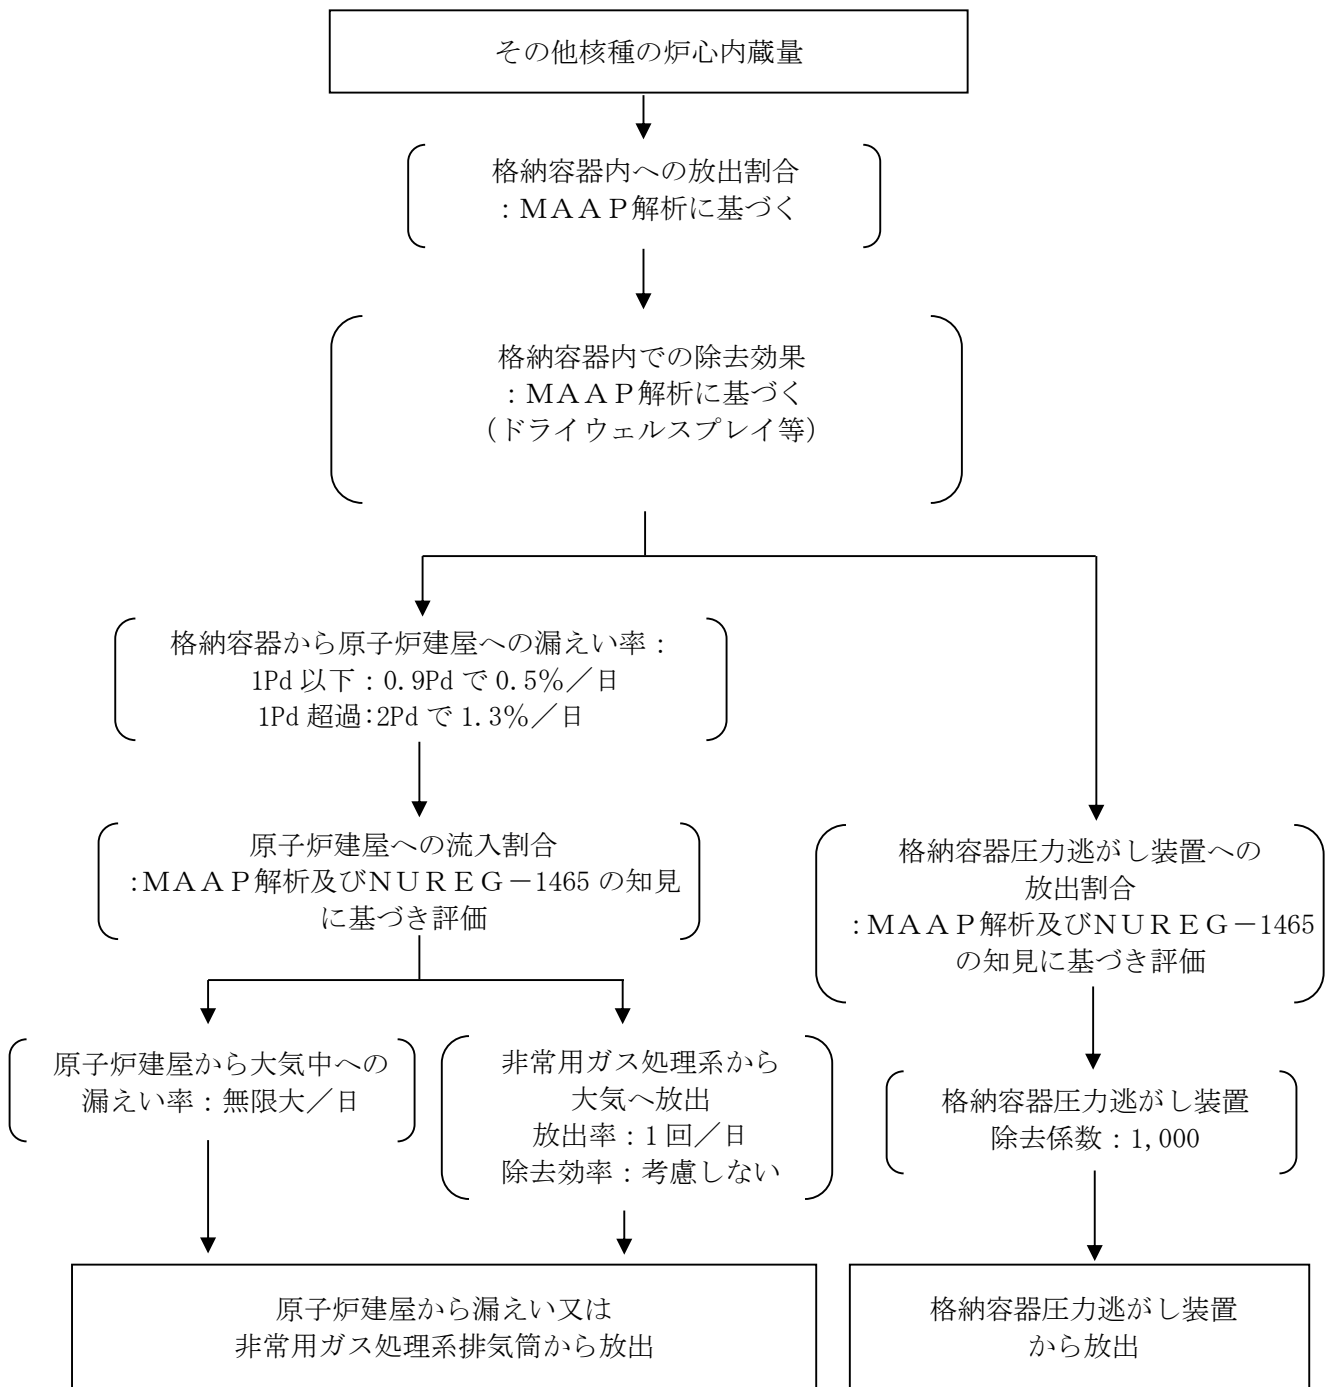 その他核種の炉心内蔵量
格納容器内への放出割合
：ＭＡＡＰ解析に基づく
格納容器内での除去効果
：ＭＡＡＰ解析に基づく
（ドライウェルスプレイ等）
格納容器から原子炉建屋への漏えい率：
1Pd 以下：0.9Pd で 0.5％／日
1Pd 超過：2Pd で 1.3％／日
原子炉建屋への流入割合
：ＭＡＡＰ解析及びＮＵＲＥＧ－1465 の知見
に基づき評価
格納容器圧力逃がし装置への
放出割合
：ＭＡＡＰ解析及びＮＵＲＥＧ－1465
の知見に基づき評価
原子炉建屋から大気中への
漏えい率：無限大／日
非常用ガス処理系から
大気へ放出
放出率：1 回／日
除去効率：考慮しない
格納容器圧力逃がし装置
除去係数：1,000
原子炉建屋から漏えい又は
非常用ガス処理系排気筒から放出
格納容器圧力逃がし装置
から放出